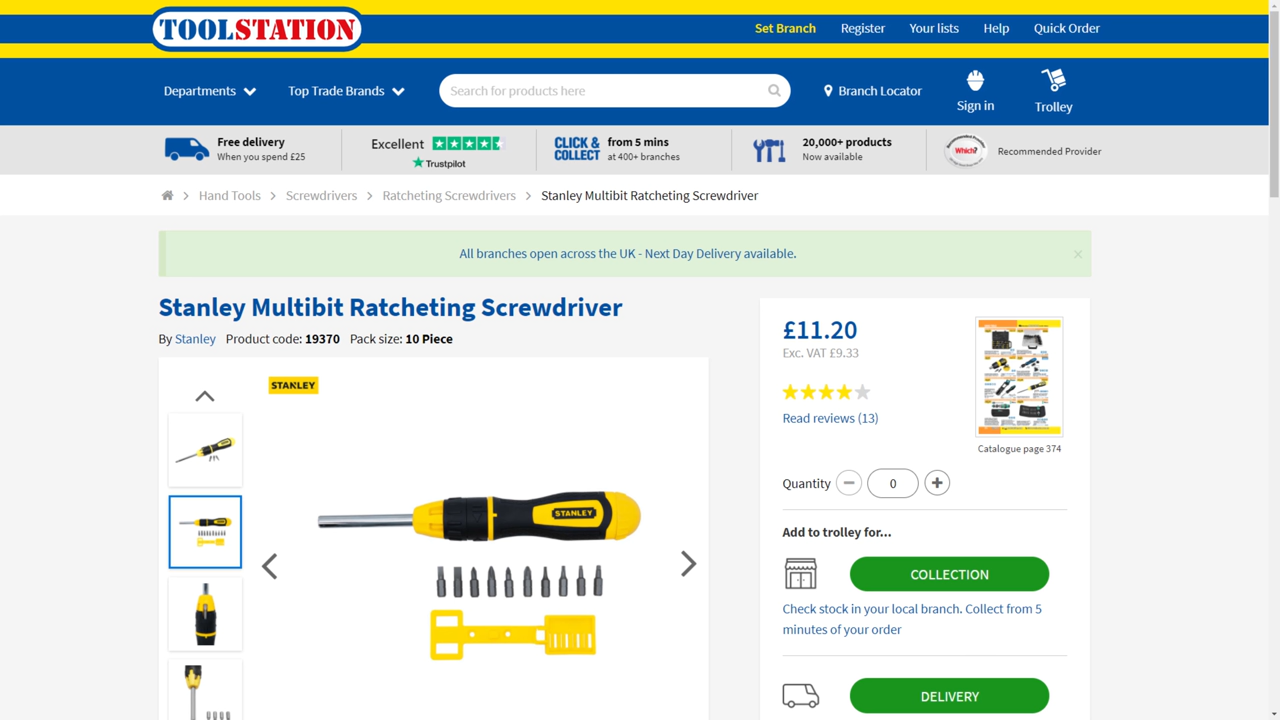 TOOLSTATION
Set Branch
Register
Your lists
Help
Quick Order
Departments
Top Trade Brands
Search for products here
Branch Locator
Sign in
Trolley
Free delivery
When you spend £25
Excellent
Trustpilot
CLICK &
COLLECT
from 5 mins
at 400+ branches
20,000+ products
Now available
Which?
Recommended Provider
Hand Tools
Screwdrivers
Ratcheting Screwdrivers
Stanley Multibit Ratcheting Screwdriver
All branches open across the UK - Next Day Delivery available.
×
Stanley Multibit Ratcheting Screwdriver
By Stanley Product code: 19370 Pack size: 10 Piece
STANLEY
STANLEY
£11.20
Exc. VAT £9.33
Read reviews (13)
Catalogue page 374
Quantity
0
Add to trolley for...
COLLECTION
Check stock in your local branch. Collect from 5
minutes of your order
DELIVERY